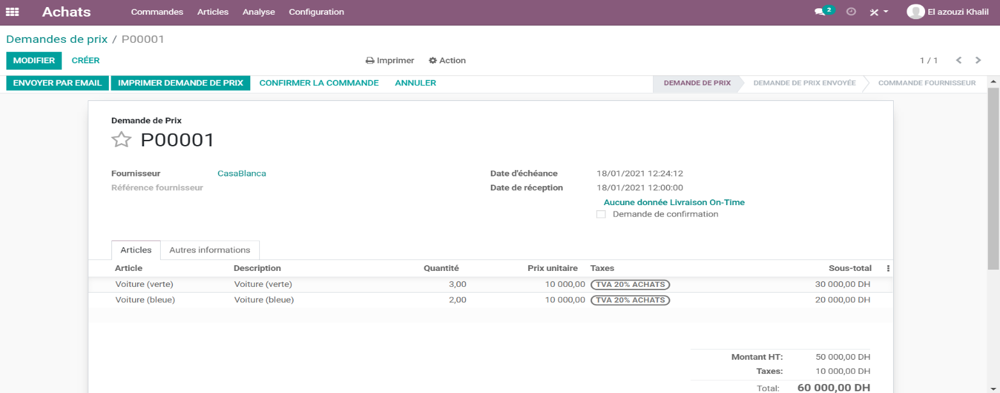 Achats Commandes Articles Analyse Configuration 2 El azouzi Khalil
Demandes de prix / P00001
MODIFIER CRÉER Imprimer Action 1 / 1
ENVOYER PAR EMAIL IMPRIMER DEMANDE DE PRIX CONFIRMER LA COMMANDE ANNULER DEMANDE DE PRIX DEMANDE DE PRIX ENVOYÉE COMMANDE FOURNISSEUR
Demande de Prix
P00001
Fournisseur CasaBlanca Date d'échéance 18/01/2021 12:24:12
Référence fournisseur Date de réception 18/01/2021 12:00:00
Aucune donnée Livraison On-Time
Demande de confirmation
Articles Autres informations
Article Description Quantité Prix unitaire Taxes Sous-total
Voiture (verte) Voiture (verte) 3,00 10 000,00 TVA 20% ACHATS 30 000,00 DH
Voiture (bleue) Voiture (bleue) 2,00 10 000,00 TVA 20% ACHATS 20 000,00 DH
Montant HT: 50 000,00 DH
Taxes: 10 000,00 DH
Total: 60 000,00 DH